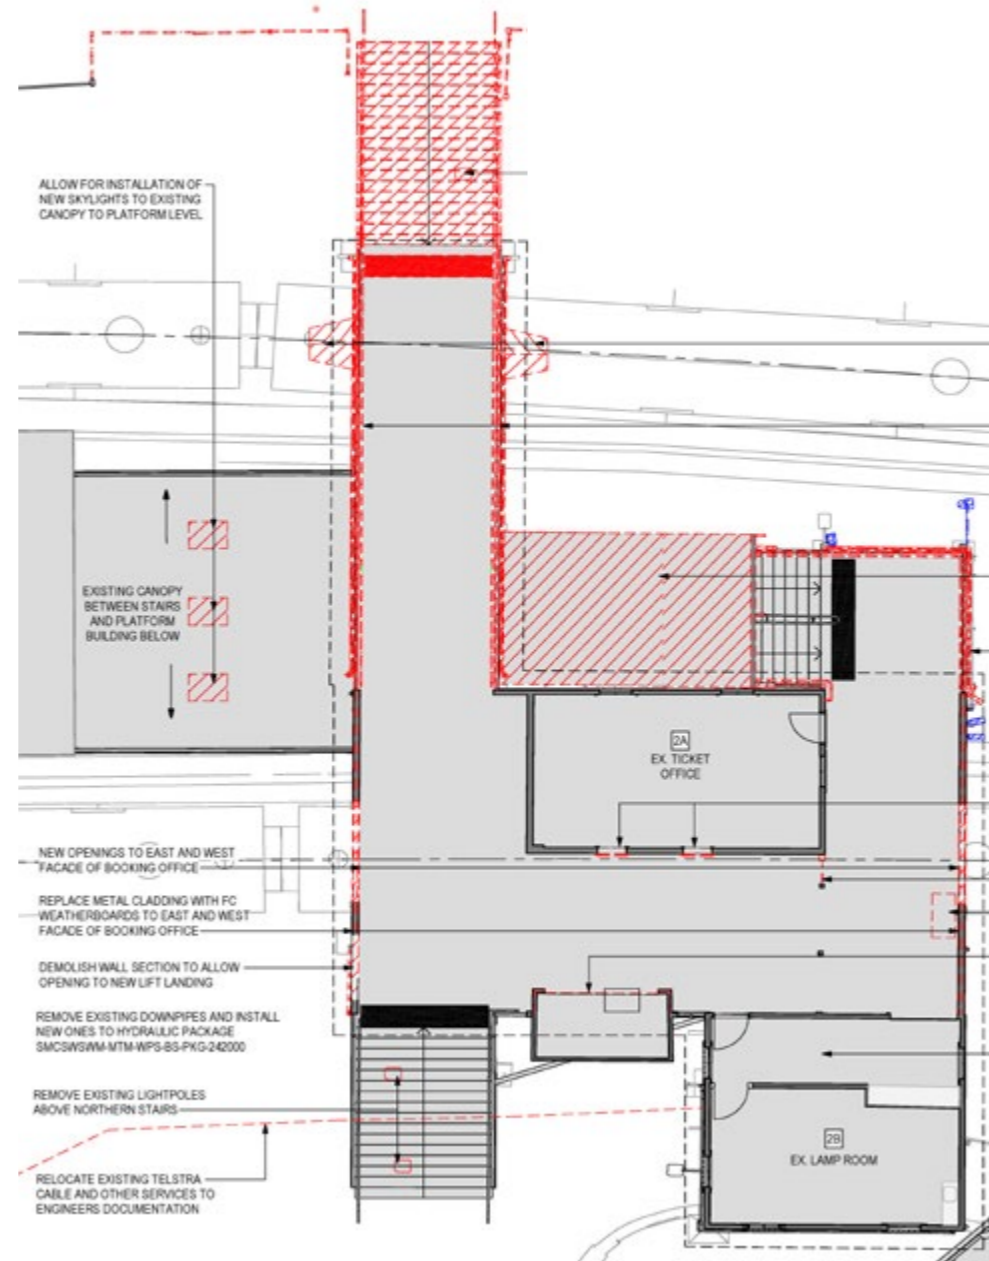 ALLOW FOR INSTALLATION OF
NEW SKYLIGHTS TO EXISTING
CANOPY TO PLATFORM LEVEL
EXISTING CANOPY
BETWEEN STAIRS
AND PLATFORM
BUILDING BELOW
2A
EX. TICKET
OFFICE
NEW OPENINGS TO EAST AND WEST
FACADE OF BOOKING OFFICE
REPLACE METAL CLADDING WITH FC
WEATHERBOARDS TO EAST AND WEST
FACADE OF BOOKING OFFICE
DEMOLISH WALL SECTION TO ALLOW
OPENING TO NEW LIFT LANDING
REMOVE EXISTING DOWNPIPES AND INSTALL
NEW ONES TO HYDRAULIC PACKAGE
SMCSWSWM-MTM-WPS-BS-PKG-242000
REMOVE EXISTING LIGHTPOLES
ABOVE NORTHERN STAIRS
RELOCATE EXISTING TELSTRA
CABLE AND OTHER SERVICES TO
ENGINEERS DOCUMENTATION
2B
EX. LAMP ROOM